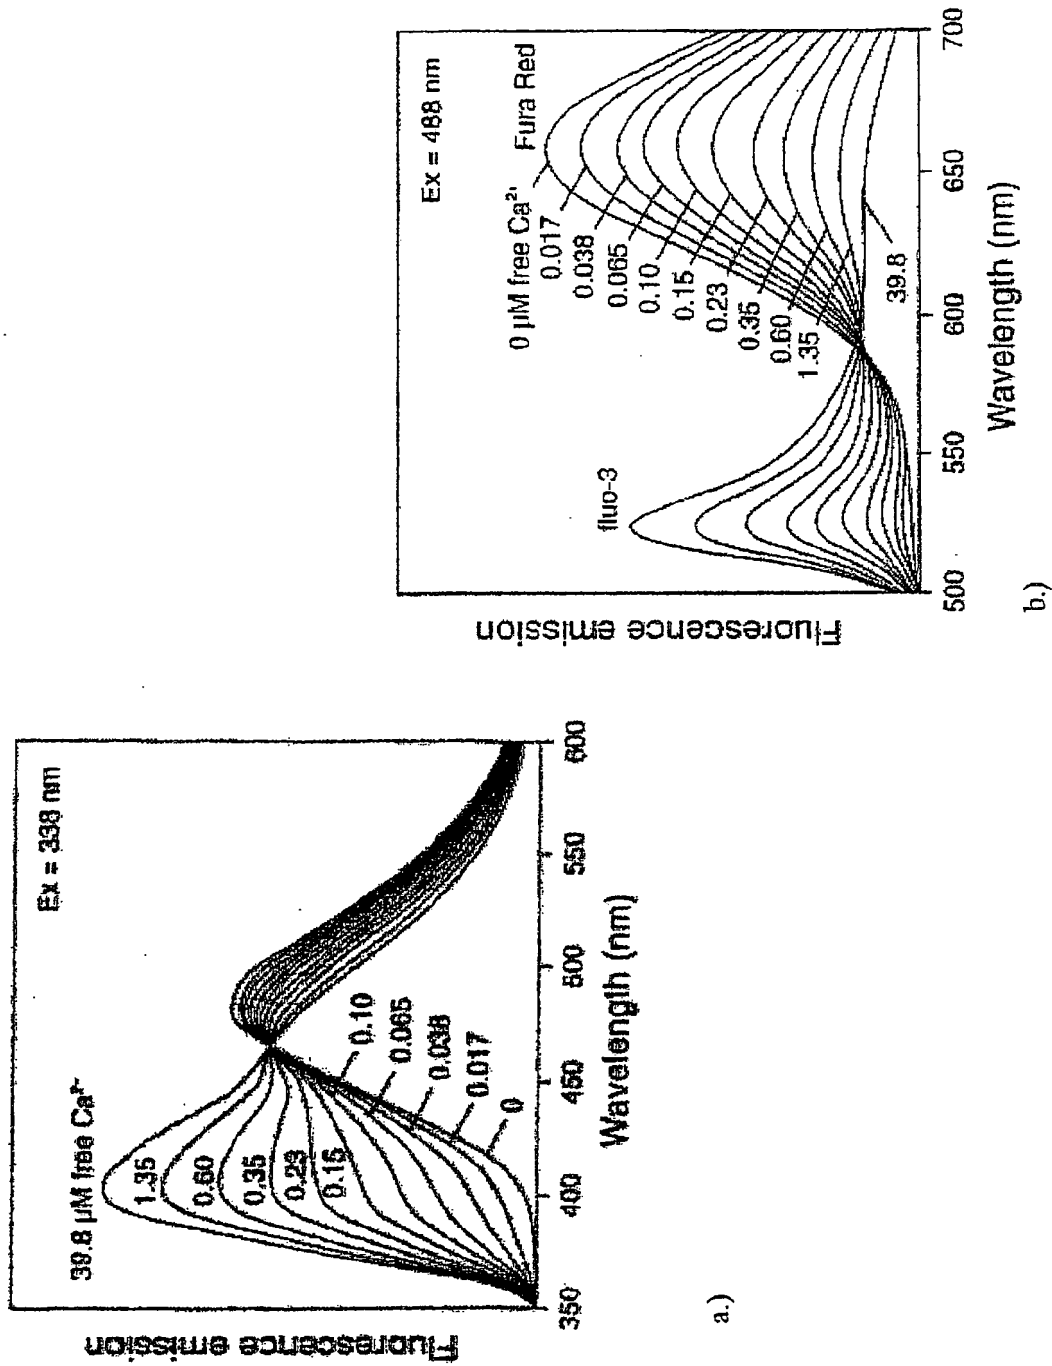 Ex = 338 nm
39.8 µM free Ca²⁺
1.35
0.60
0.35
0.23
0.15
0.10
0.065
0.038
0.017
0
Fluorescence emission
350 400 450 500 550 600
Wavelength (nm)
a.)
Ex = 488 nm
fluo-3
Fura Red
0 µM free Ca²⁺
0.017
0.038
0.065
0.10
0.15
0.23
0.35
0.60
1.35
39.8
Fluorescence emission
500 550 600 650 700
Wavelength (nm)
b.)